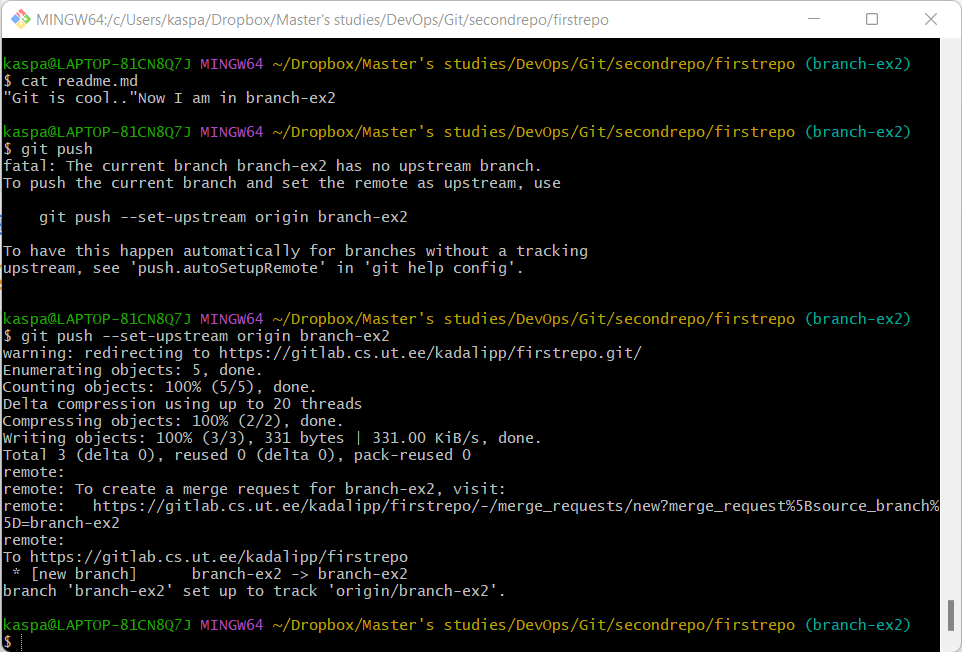 MINGW64:/c/Users/kaspa/Dropbox/Master's studies/DevOps/Git/secondrepo/firstrepo
kaspa@LAPTOP-81CN8Q7J MINGW64 ~/Dropbox/Master's studies/DevOps/Git/secondrepo/firstrepo (branch-ex2)
$ cat readme.md
"Git is cool.."Now I am in branch-ex2
kaspa@LAPTOP-81CN8Q7J MINGW64 ~/Dropbox/Master's studies/DevOps/Git/secondrepo/firstrepo (branch-ex2)
$ git push
fatal: The current branch branch-ex2 has no upstream branch.
To push the current branch and set the remote as upstream, use
    git push --set-upstream origin branch-ex2
To have this happen automatically for branches without a tracking
upstream, see 'push.autoSetupRemote' in 'git help config'.
kaspa@LAPTOP-81CN8Q7J MINGW64 ~/Dropbox/Master's studies/DevOps/Git/secondrepo/firstrepo (branch-ex2)
$ git push --set-upstream origin branch-ex2
warning: redirecting to https://gitlab.cs.ut.ee/kadalipp/firstrepo.git/
Enumerating objects: 5, done.
Counting objects: 100% (5/5), done.
Delta compression using up to 20 threads
Compressing objects: 100% (2/2), done.
Writing objects: 100% (3/3), 331 bytes | 331.00 KiB/s, done.
Total 3 (delta 0), reused 0 (delta 0), pack-reused 0
remote:
remote: To create a merge request for branch-ex2, visit:
remote:   https://gitlab.cs.ut.ee/kadalipp/firstrepo/-/merge_requests/new?merge_request%5Bsource_branch%
5D=branch-ex2
remote:
To https://gitlab.cs.ut.ee/kadalipp/firstrepo
 * [new branch]      branch-ex2 -> branch-ex2
branch 'branch-ex2' set up to track 'origin/branch-ex2'.
kaspa@LAPTOP-81CN8Q7J MINGW64 ~/Dropbox/Master's studies/DevOps/Git/secondrepo/firstrepo (branch-ex2)
$